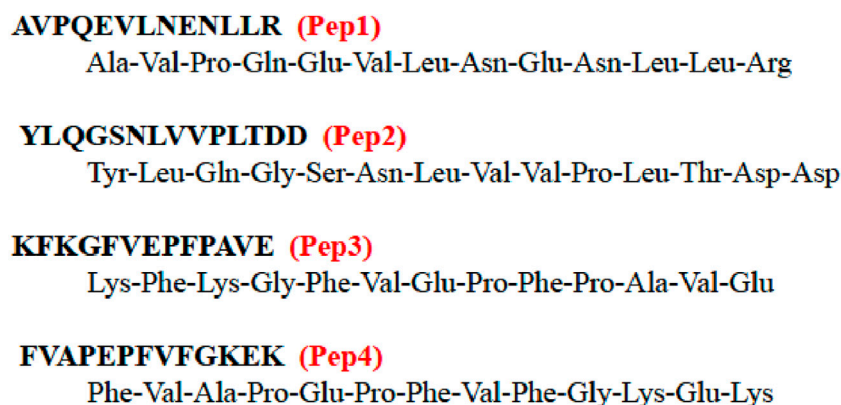 AVPQEVLNENLLR (Pep1)
Ala-Val-Pro-Gln-Glu-Val-Leu-Asn-Glu-Asn-Leu-Leu-Arg
YLQGSNLVVPLTDD (Pep2)
Tyr-Leu-Gln-Gly-Ser-Asn-Leu-Val-Val-Pro-Leu-Thr-Asp-Asp
KFKGFVEPFPAVE (Pep3)
Lys-Phe-Lys-Gly-Phe-Val-Glu-Pro-Phe-Pro-Ala-Val-Glu
FVAPEPFVFGKEK (Pep4)
Phe-Val-Ala-Pro-Glu-Pro-Phe-Val-Phe-Gly-Lys-Glu-Lys